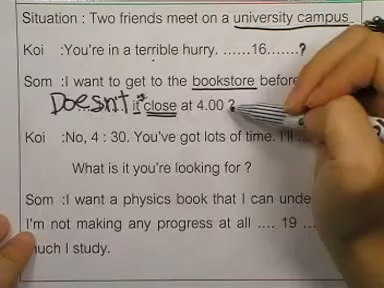 Situation : Two friends meet on a university campus
Koi :You're in a terrible hurry. ......16.......?
Som :I want to get to the bookstore before
Doesn't it close at 4.00 ?
Koi :No, 4 : 30. You've got lots of time. I'll ...
What is it you're looking for ?
Som :I want a physics book that I can unde
I'm not making any progress at all .... 19 ...
much I study.